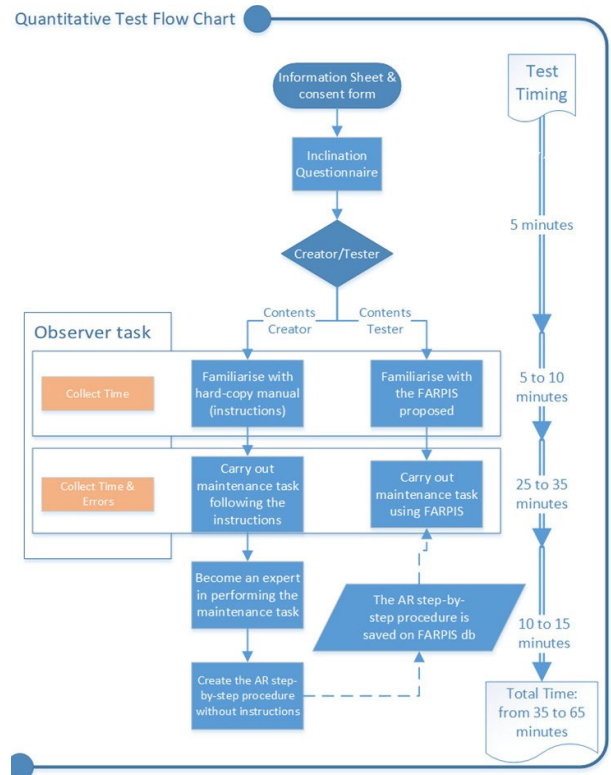 Quantitative Test Flow Chart
Information Sheet &
consent form
Test
Timing
Inclination
Questionnaire
5 minutes
Creator/Tester
Contents
Creator
Contents
Tester
Observer task
Collect Time
Familiarise with
hard-copy manual
(instructions)
Familiarise with
the FARPIS
proposed
5 to 10
minutes
Collect Time &
Errors
Carry out
maintenance task
following the
instructions
Carry out
maintenance task
using FARPIS
25 to 35
minutes
Become an expert
in performing the
maintenance task
The AR step-by-
step procedure is
saved on FARPIS db
10 to 15
minutes
Create the AR step-
by-step procedure
without instructions
Total Time:
from 35 to 65
minutes